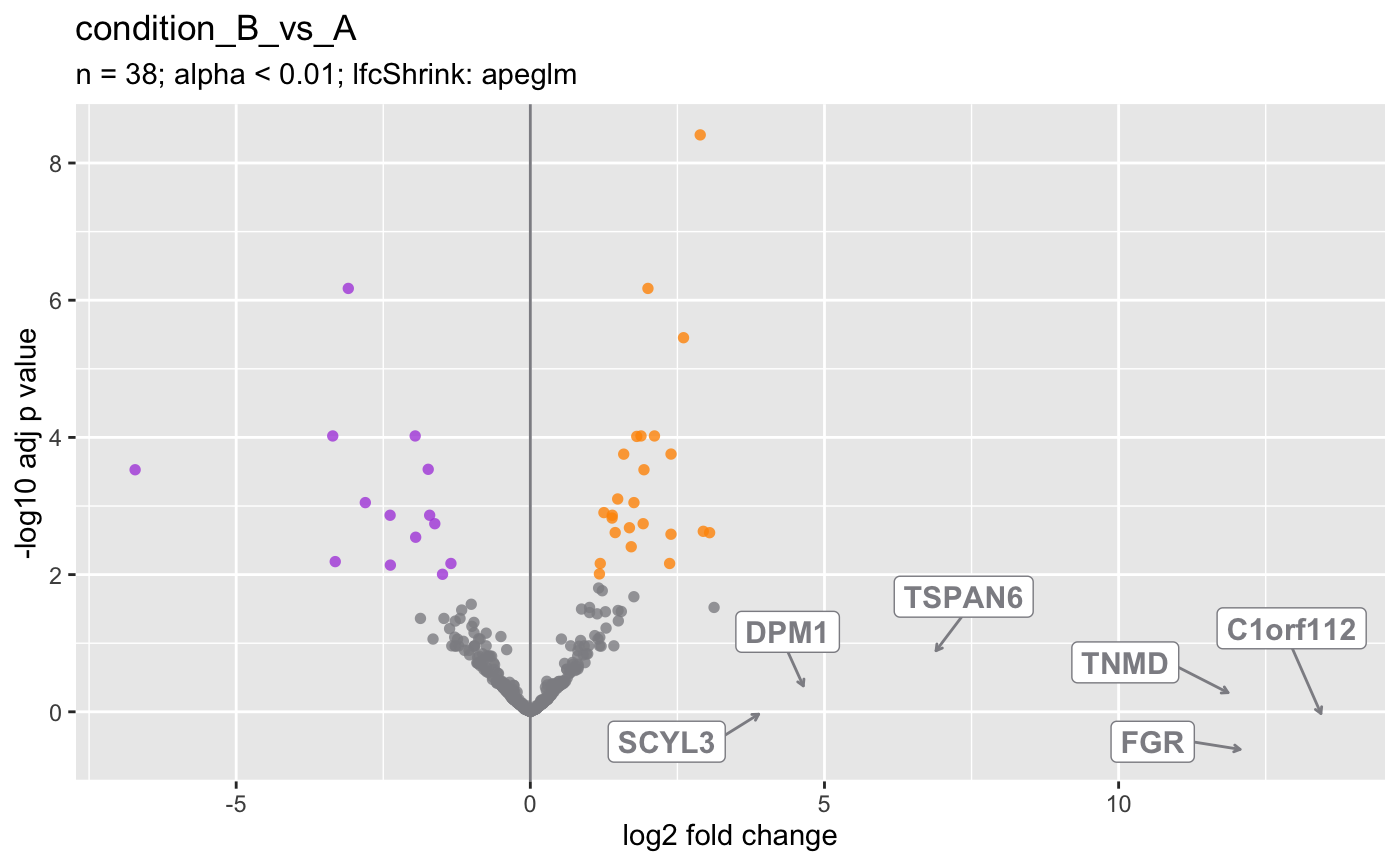 condition_B_vs_A
n = 38; alpha < 0.01; lfcShrink: apeglm
-log10 adj p value
8
6
4
2
0
TSPAN6
DPM1
C1orf112
TNMD
SCYL3
FGR
-5
0
5
10
log2 fold change